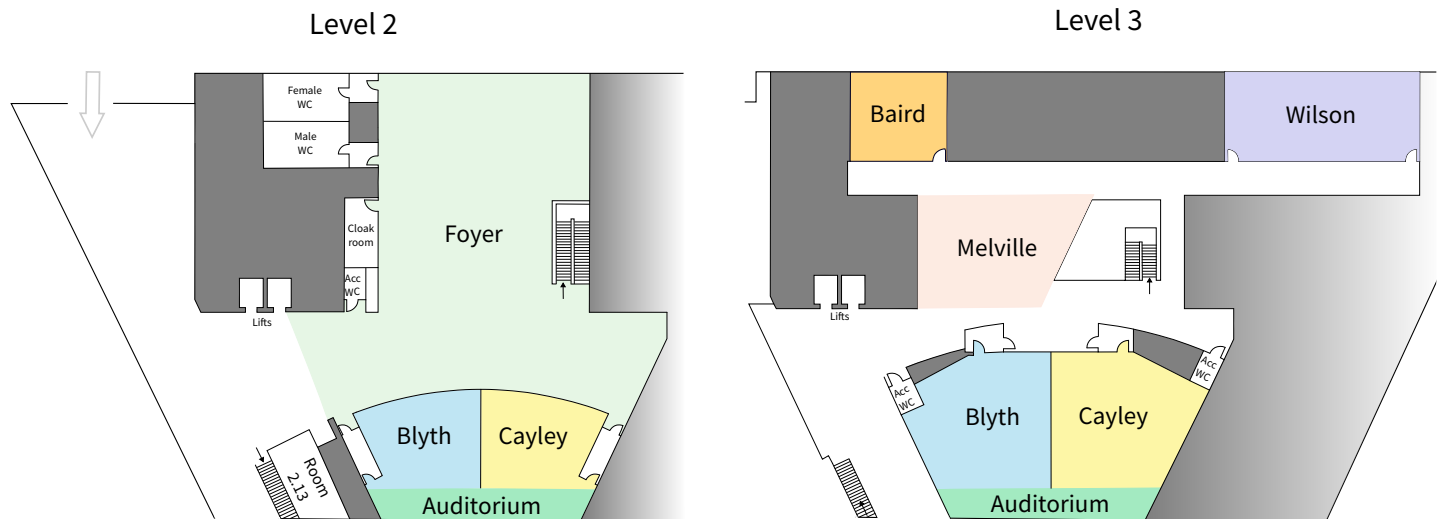 Level 2
Female
WC
Male
WC
Cloak
room
Acc
WC
Lifts
Foyer
Blyth
Cayley
Room
2.13
Auditorium
Level 3
Baird
Wilson
Melville
Lifts
Acc
WC
Acc
WC
Blyth
Cayley
Auditorium